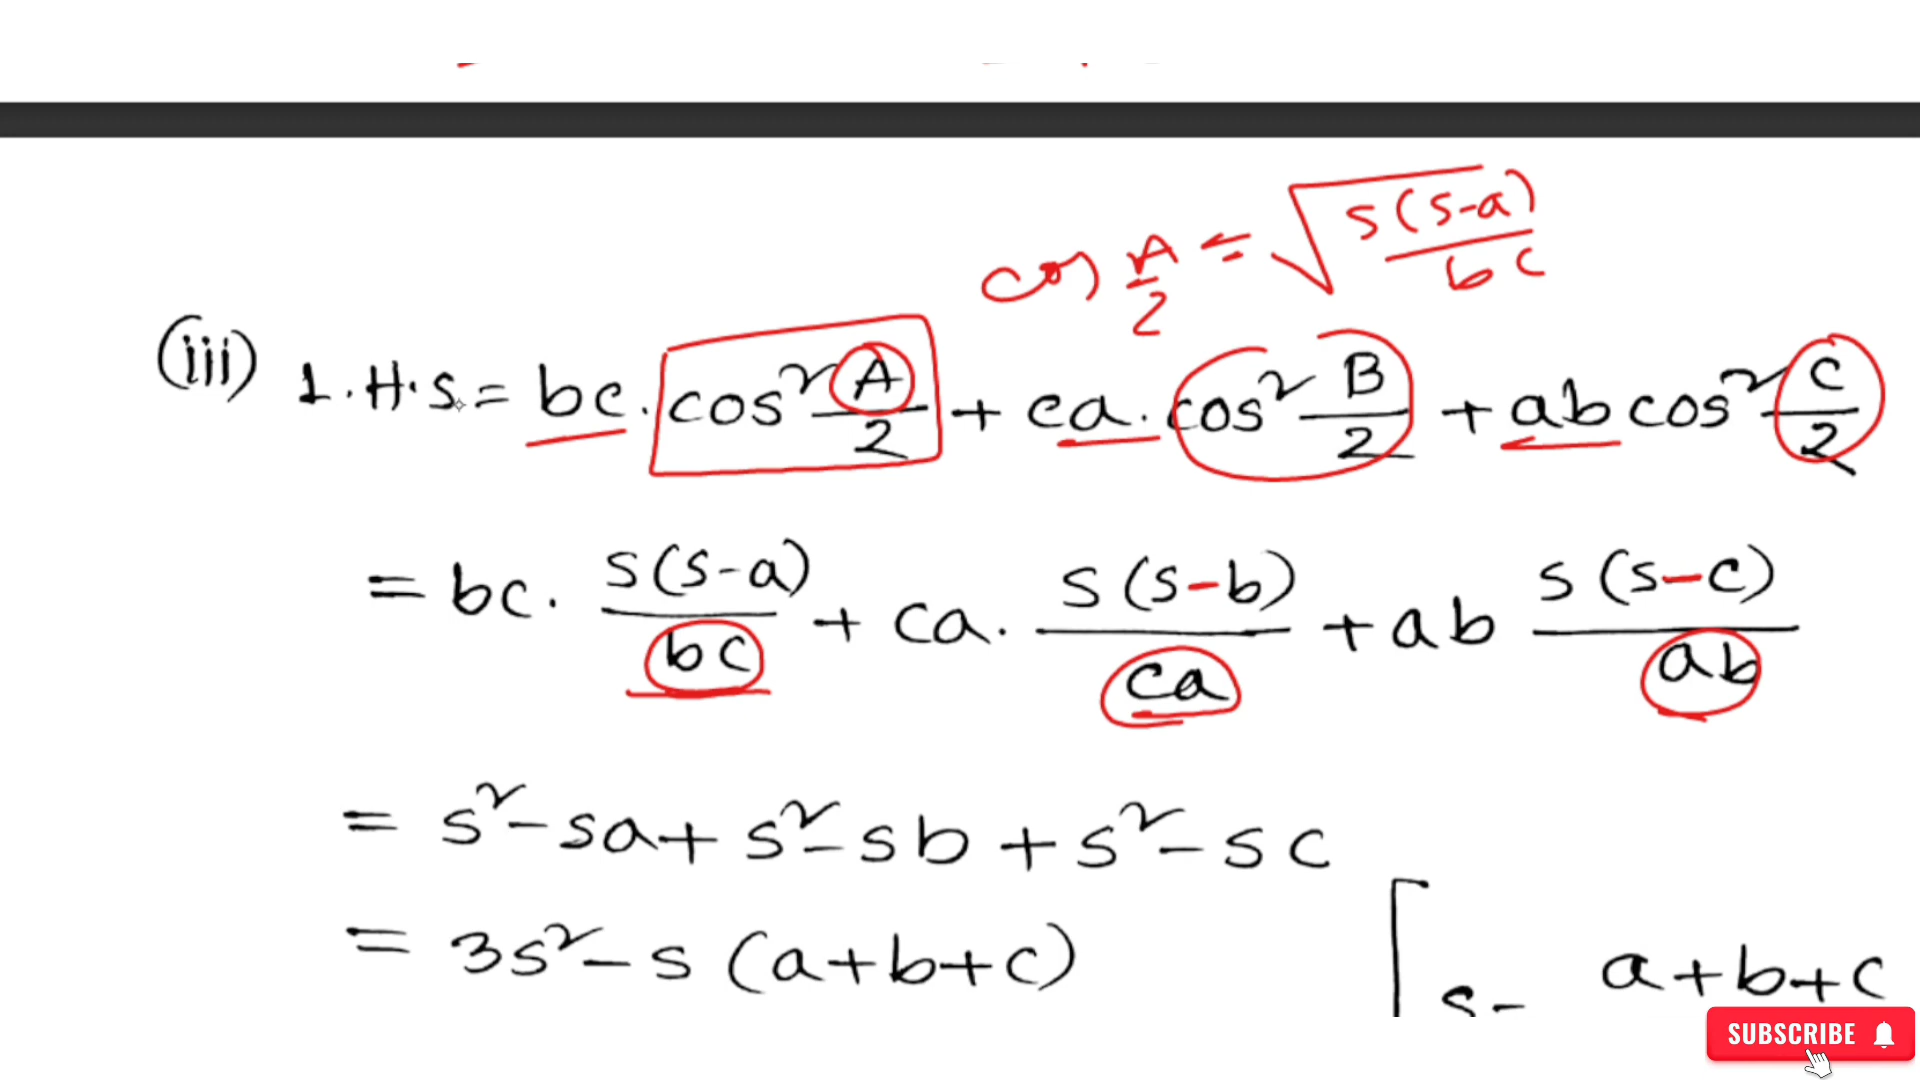 cos A/2 = √(s(s-a)/bc)
(iii) L.H.S = bc. cos² A/2 + ca. cos² B/2 + ab cos² C/2
= bc. s(s-a)/bc + ca. s(s-b)/ca + ab s(s-c)/ab
= s² - sa + s² - sb + s² - sc
= 3s² - s (a+b+c) [ a+b+c
SUBSCRIBE